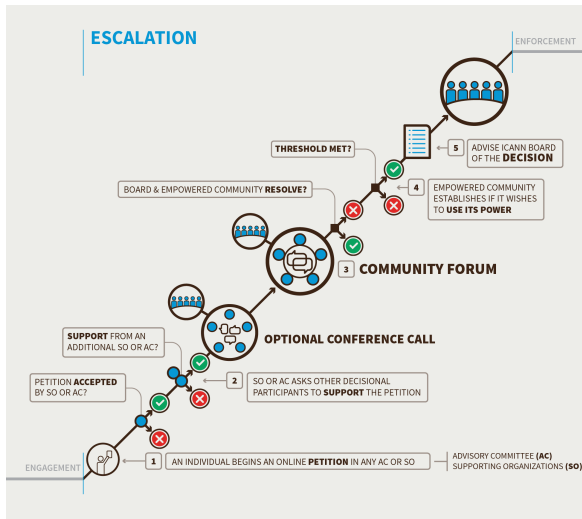 ESCALATION
ENFORCEMENT
5
ADVISE ICANN BOARD
OF THE DECISION
THRESHOLD MET?
4
EMPOWERED COMMUNITY
ESTABLISHES IF IT WISHES
TO USE ITS POWER
BOARD & EMPOWERED COMMUNITY RESOLVE?
3 COMMUNITY FORUM
OPTIONAL CONFERENCE CALL
SUPPORT FROM AN
ADDITIONAL SO OR AC?
2
SO OR AC ASKS OTHER DECISIONAL
PARTICIPANTS TO SUPPORT THE PETITION
PETITION ACCEPTED
BY SO OR AC?
ENGAGEMENT
1
AN INDIVIDUAL BEGINS AN ONLINE PETITION IN ANY AC OR SO
ADVISORY COMMITTEE (AC)
SUPPORTING ORGANIZATIONS (SO)